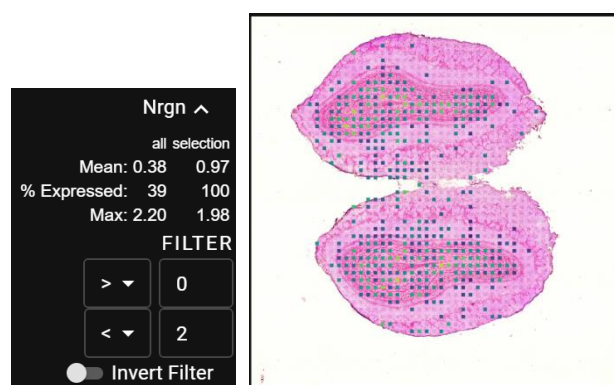 Nrgn
all selection
Mean: 0.38 0.97
% Expressed: 39 100
Max: 2.20 1.98
FILTER
> 0
< 2
Invert Filter